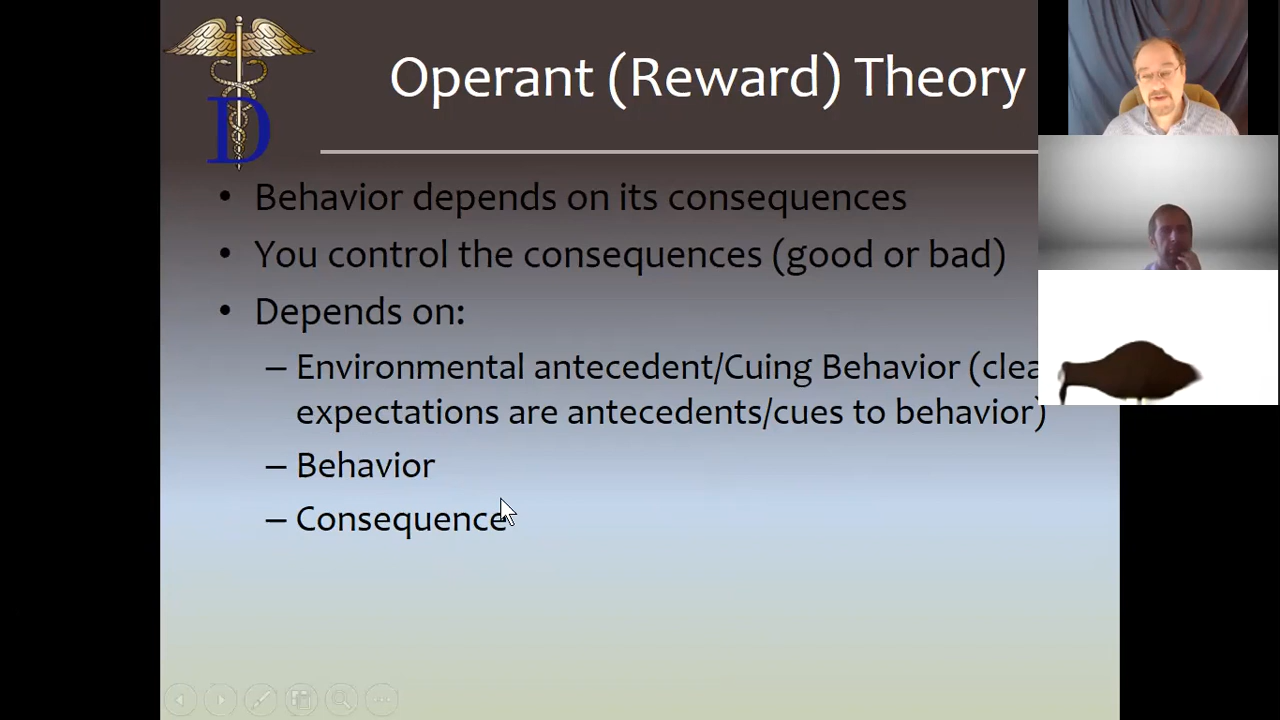 Operant (Reward) Theory
D
• Behavior depends on its consequences
• You control the consequences (good or bad)
• Depends on:
– Environmental antecedent/Cuing Behavior
expectations are antecedents/cues to behavior)
– Behavior
– Consequence